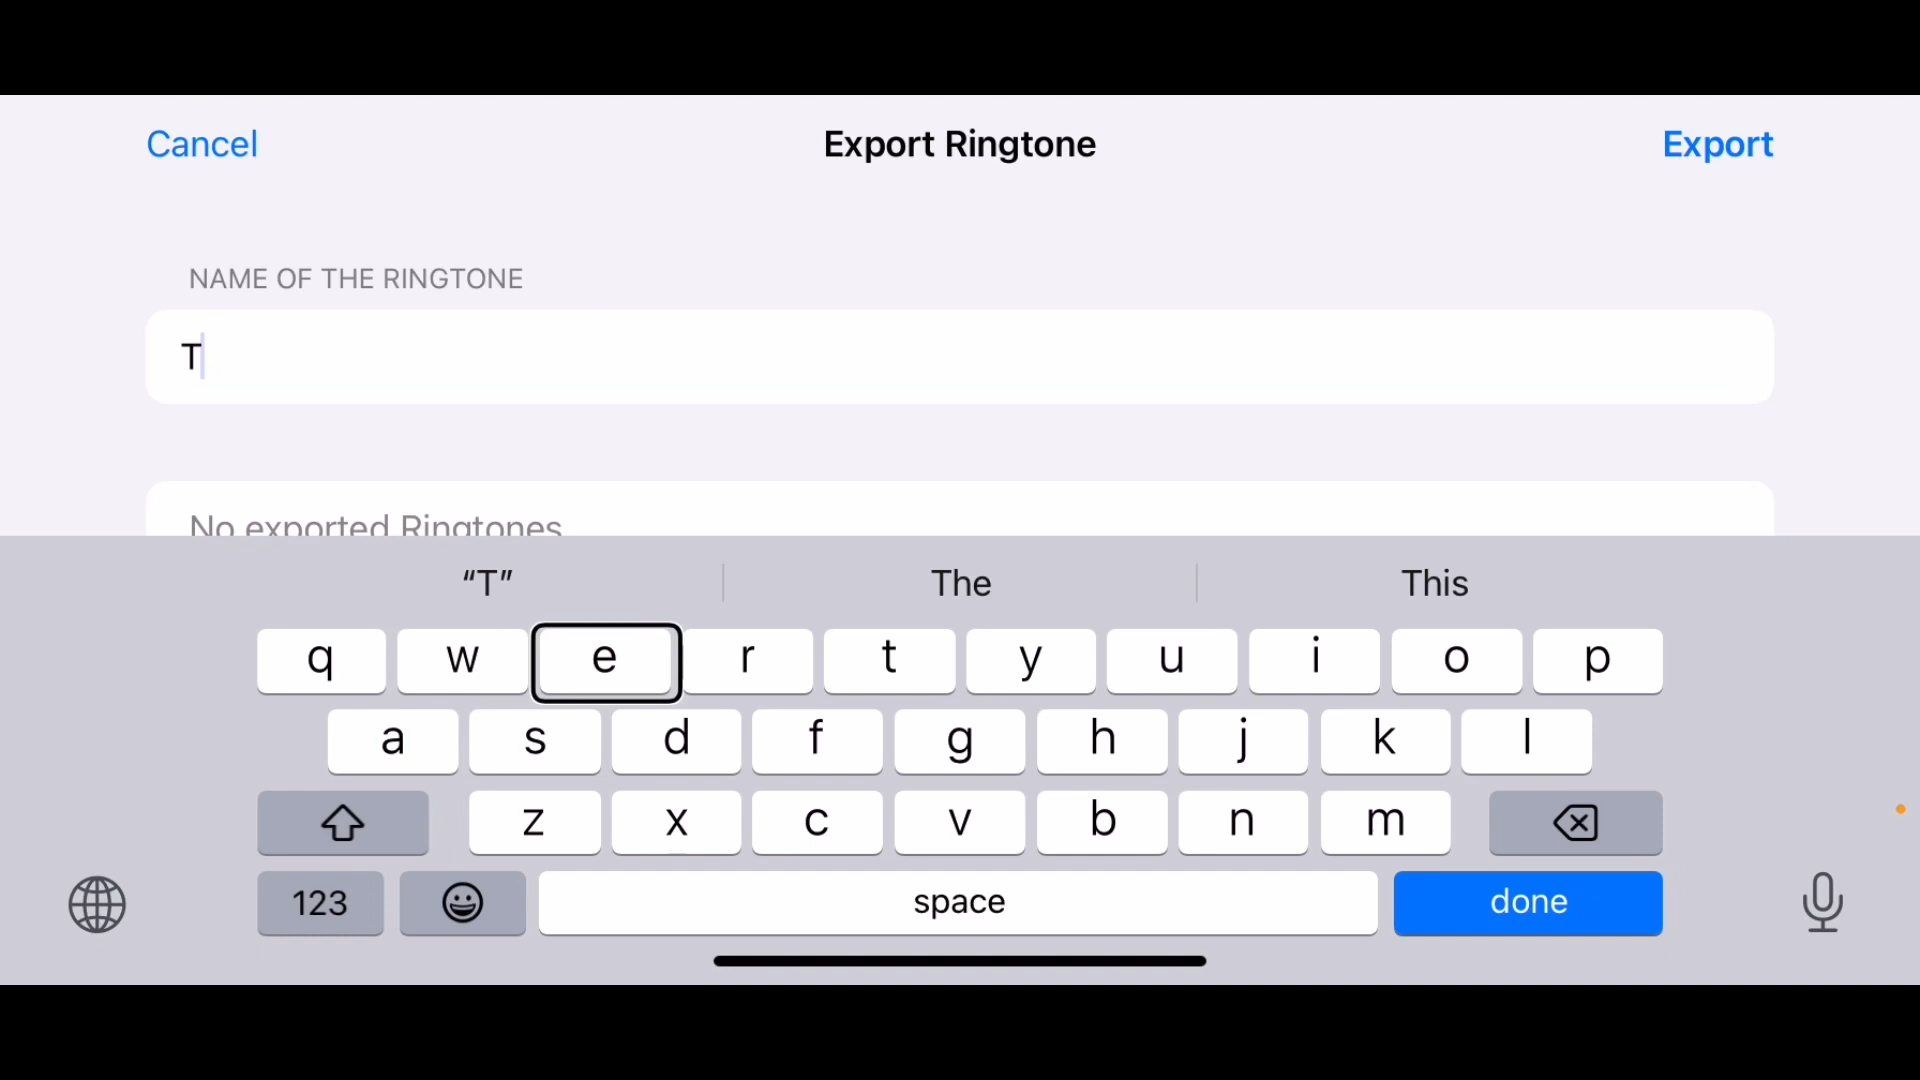 Cancel Export Ringtone Export
NAME OF THE RINGTONE
T
No exported Ringtones
“T” The This
q w e r t y u i o p
a s d f g h j k l
z x c v b n m
123 space done